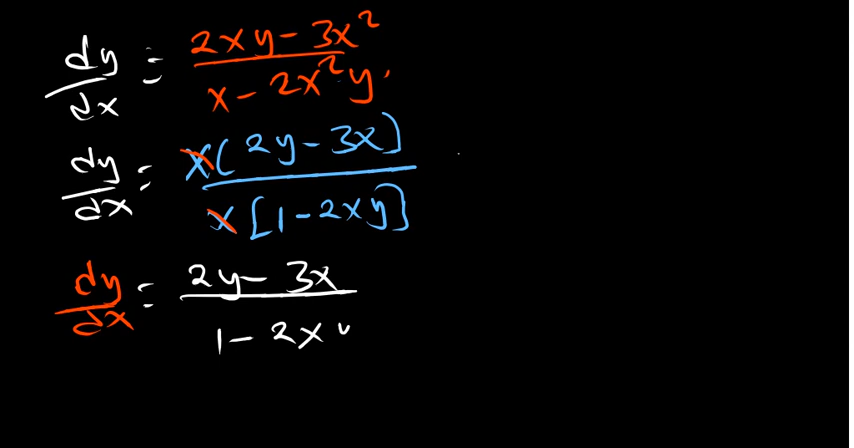 dy/dx = (2xy - 3x²)/(x - 2x²y)
dy/dx = x(2y - 3x)/x[1 - 2xy]
dy/dx = (2y - 3x)/(1 - 2x